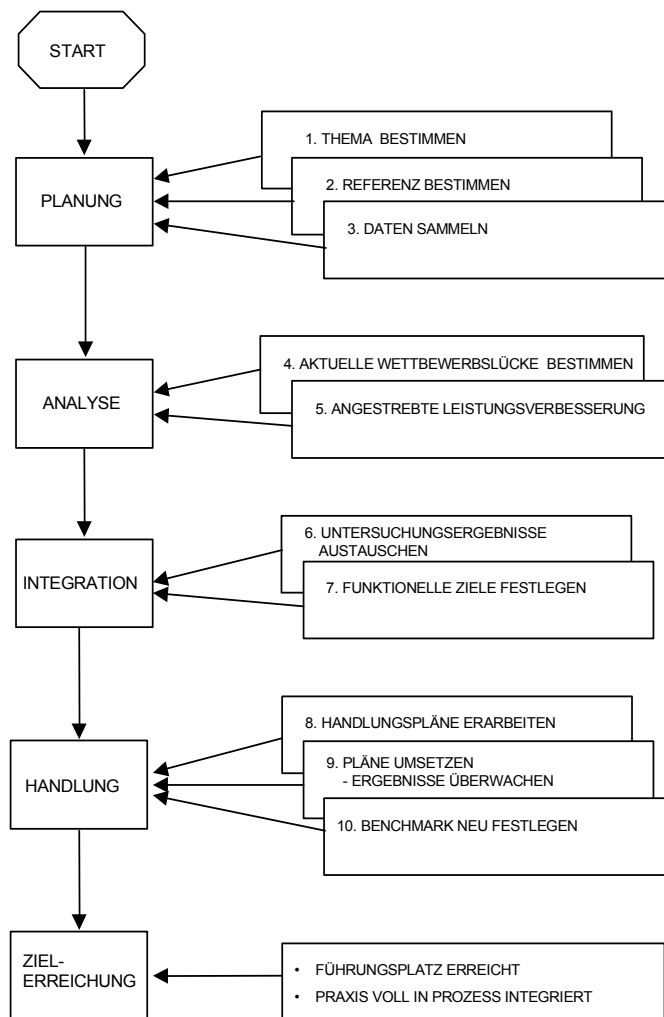 START
1. THEMA BESTIMMEN
2. REFERENZ BESTIMMEN
PLANUNG
3. DATEN SAMMELN
4. AKTUELLE WETTBEWERBSLÜCKE BESTIMMEN
ANALYSE
5. ANGESTREBTE LEISTUNGSVERBESSERUNG
6. UNTERSUCHUNGSERGEBNISSE
AUSTAUSCHEN
INTEGRATION
7. FUNKTIONELLE ZIELE FESTLEGEN
8. HANDLUNGSPLÄNE ERARBEITEN
9. PLÄNE UMSETZEN
- ERGEBNISSE ÜBERWACHEN
HANDLUNG
10. BENCHMARK NEU FESTLEGEN
ZIEL-
ERREICHUNG
• FÜHRUNGSPLATZ ERREICHT
• PRAXIS VOLL IN PROZESS INTEGRIERT